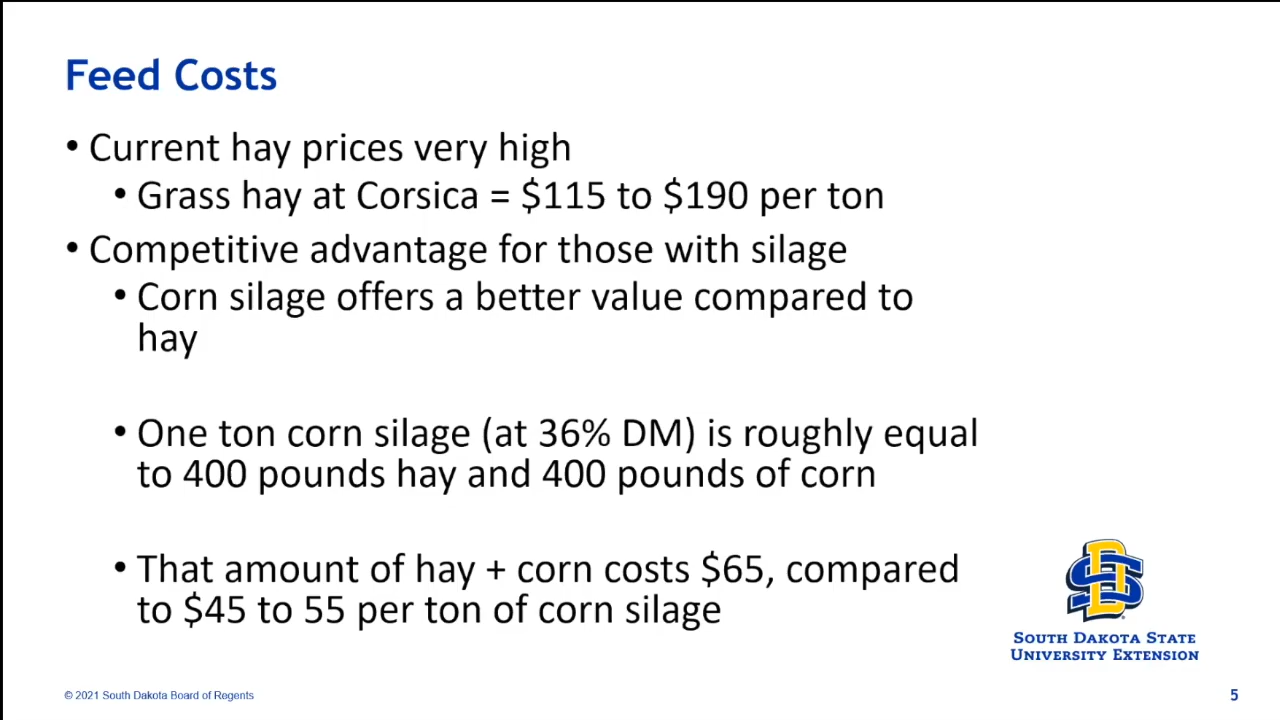 Feed Costs
• Current hay prices very high
• Grass hay at Corsica = $115 to $190 per ton
• Competitive advantage for those with silage
• Corn silage offers a better value compared to
hay
• One ton corn silage (at 36% DM) is roughly equal
to 400 pounds hay and 400 pounds of corn
• That amount of hay + corn costs $65, compared
to $45 to 55 per ton of corn silage
SD
SOUTH DAKOTA STATE
UNIVERSITY EXTENSION
© 2021 South Dakota Board of Regents
5